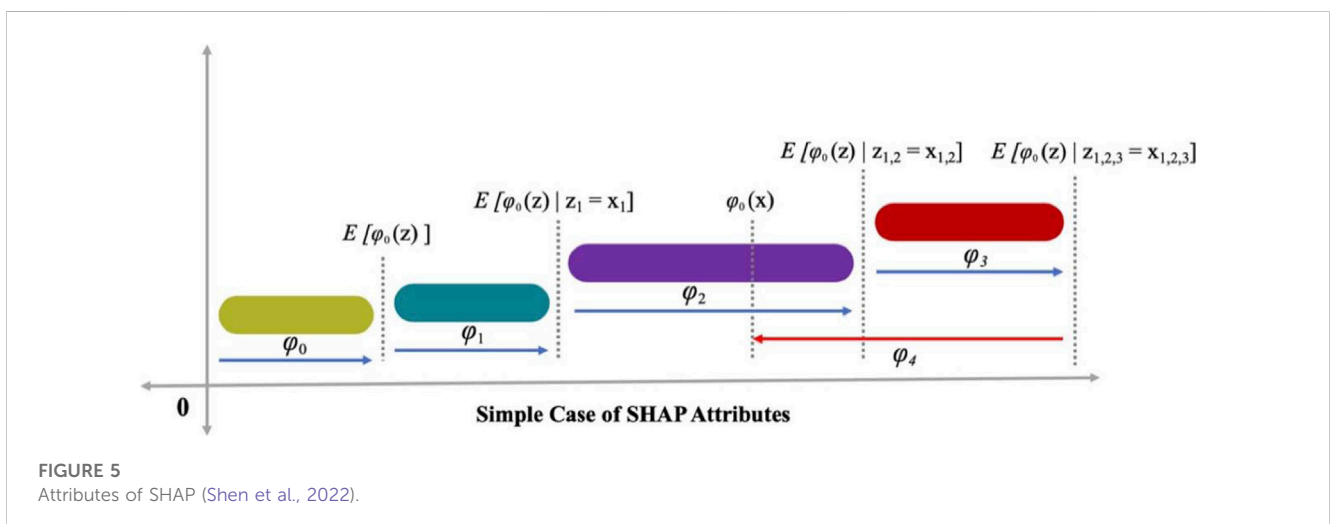 E [φ₀(z) | z₁,₂ = x₁,₂]
E [φ₀(z) | z₁,₂,₃ = x₁,₂,₃]
E [φ₀(z) | z₁ = x₁]
φ₀(x)
E [φ₀(z) ]
φ₃
φ₂
φ₁
φ₀
φ₄
0
Simple Case of SHAP Attributes
FIGURE 5
Attributes of SHAP (Shen et al., 2022).